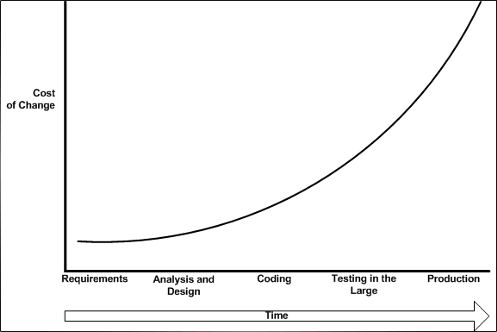 Cost
of Change
Requirements
Analysis and
Design
Coding
Testing in the
Large
Production
Time